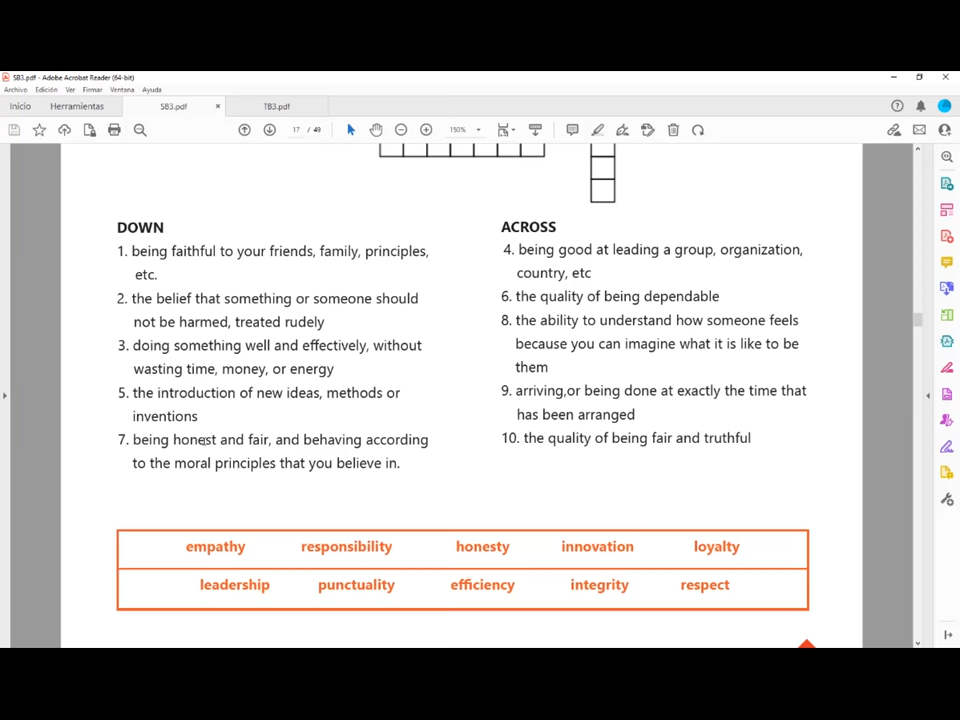 SB3.pdf - Adobe Acrobat Reader (64-bit)
Archivo Edición Ver Firmar Ventana Ayuda
Inicio Herramientas SB3.pdf × TB3.pdf
17 / 49 150%
DOWN
1. being faithful to your friends, family, principles,
etc.
2. the belief that something or someone should
not be harmed, treated rudely
3. doing something well and effectively, without
wasting time, money, or energy
5. the introduction of new ideas, methods or
inventions
7. being honest and fair, and behaving according
to the moral principles that you believe in.
ACROSS
4. being good at leading a group, organization,
country, etc
6. the quality of being dependable
8. the ability to understand how someone feels
because you can imagine what it is like to be
them
9. arriving,or being done at exactly the time that
has been arranged
10. the quality of being fair and truthful
empathy responsibility honesty innovation loyalty
leadership punctuality efficiency integrity respect